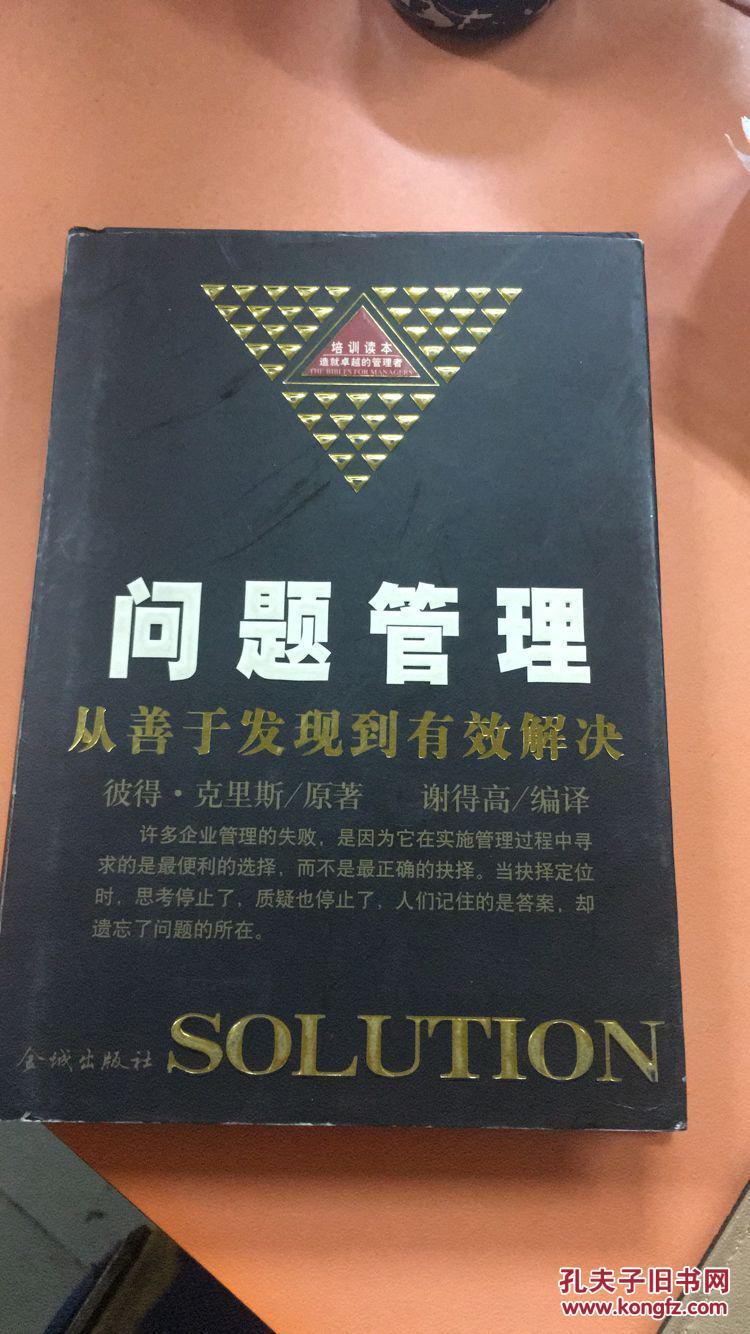 培训读本
造就卓越的管理者
THE BIBLES FOR MANAGERS
问题管理
从善于发现到有效解决
彼得·克里斯/原著 谢得高/编译
许多企业管理的失败，是因为它在实施管理过程中寻
求的是最便利的选择，而不是最正确的抉择。当抉择定位
时，思考停止了，质疑也停止了，人们记住的是答案，却
遗忘了问题的所在。
金城出版社 SOLUTION
孔夫子旧书网
www.kongfz.com